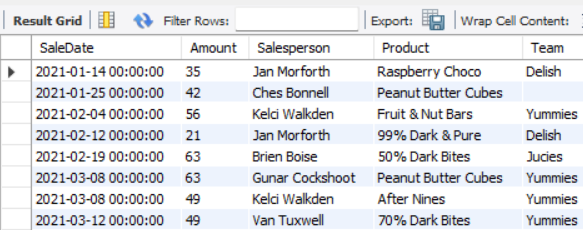 Result Grid Filter Rows: Export: Wrap Cell Content:
SaleDate Amount Salesperson Product Team
2021-01-14 00:00:00 35 Jan Morforth Raspberry Choco Delish
2021-01-25 00:00:00 42 Ches Bonnell Peanut Butter Cubes
2021-02-04 00:00:00 56 Kelci Walkden Fruit & Nut Bars Yummies
2021-02-12 00:00:00 21 Jan Morforth 99% Dark & Pure Delish
2021-02-19 00:00:00 63 Brien Boise 50% Dark Bites Jucies
2021-03-08 00:00:00 63 Gunar Cockshoot Peanut Butter Cubes Yummies
2021-03-08 00:00:00 49 Kelci Walkden After Nines Yummies
2021-03-12 00:00:00 49 Van Tuxwell 70% Dark Bites Yummies